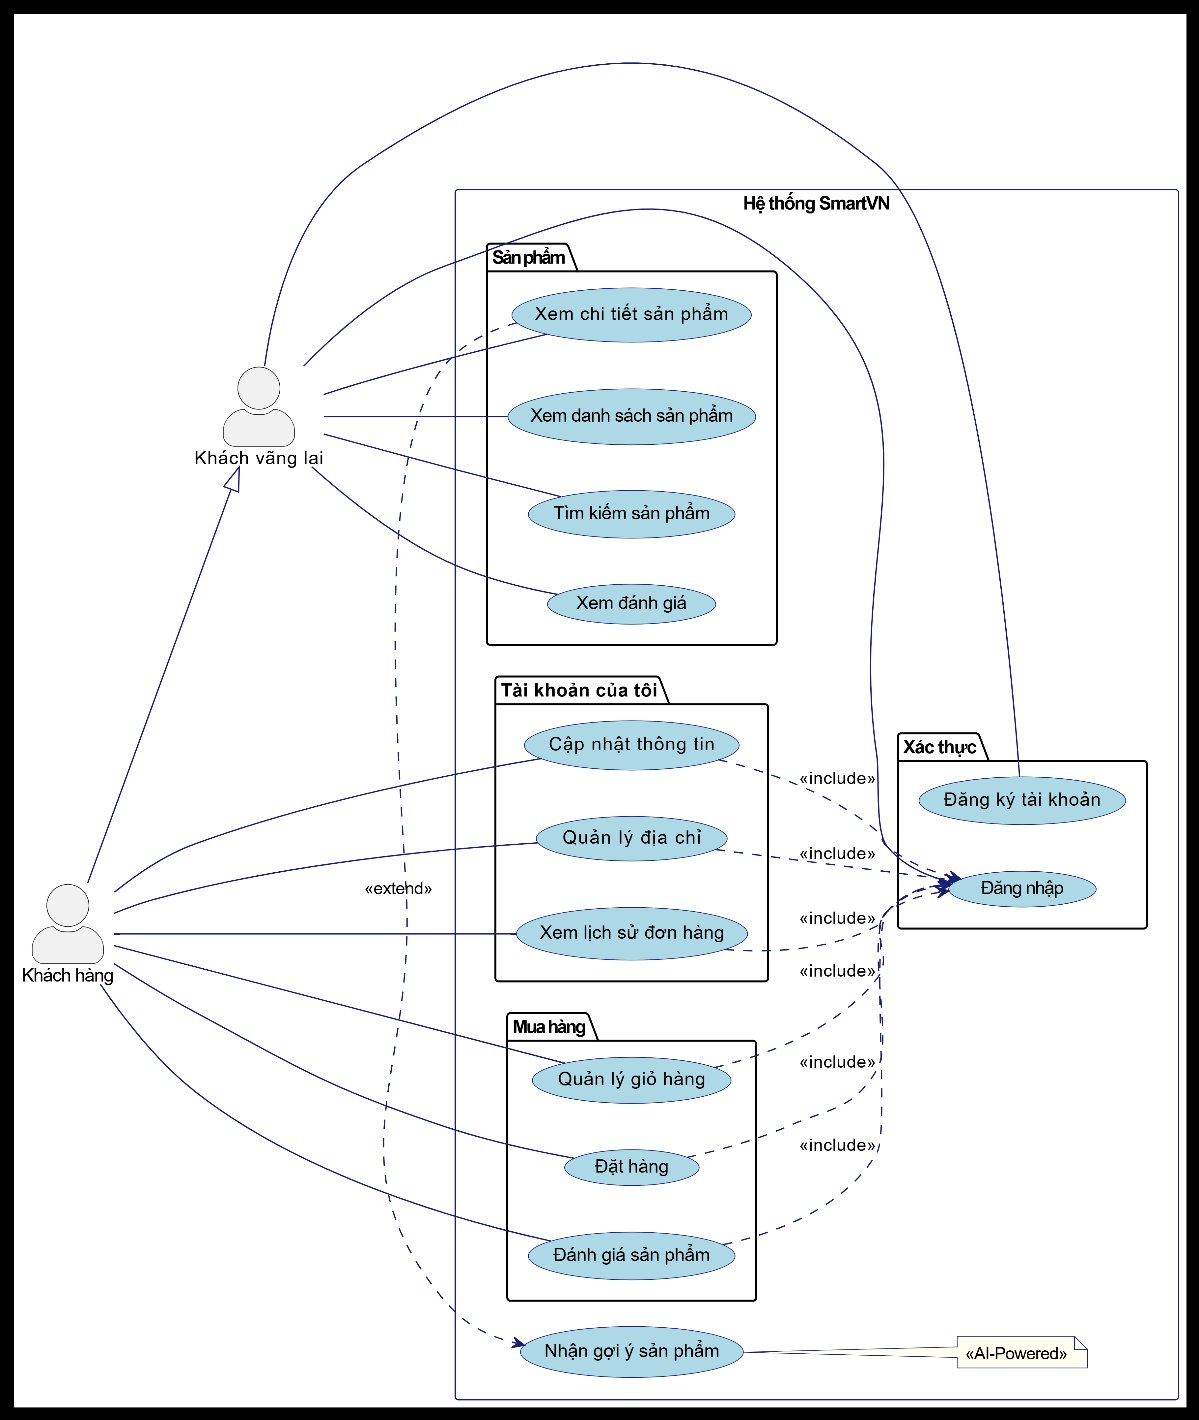 Hệ thống SmartVN
Sản phẩm
Xem chi tiết sản phẩm
Xem danh sách sản phẩm
Khách vãng lai
Tìm kiếm sản phẩm
Xem đánh giá
Tài khoản của tôi
Cập nhật thông tin
Xác thực
«include»
Đăng ký tài khoản
Quản lý địa chỉ
«include»
«extend»
Đăng nhập
Xem lịch sử đơn hàng
«include»
Khách hàng
«include»
Mua hàng
Quản lý giỏ hàng
«include»
Đặt hàng
«include»
Đánh giá sản phẩm
Nhận gợi ý sản phẩm
«AI-Powered»